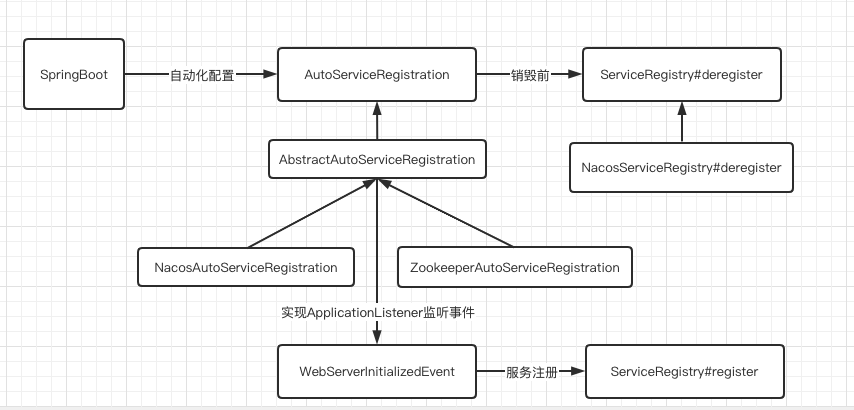 SpringBoot
自动化配置
AutoServiceRegistration
销毁前
ServiceRegistry#deregister
AbstractAutoServiceRegistration
NacosServiceRegistry#deregister
NacosAutoServiceRegistration
ZookeeperAutoServiceRegistration
实现ApplicationListener监听事件
WebServerInitializedEvent
服务注册
ServiceRegistry#register